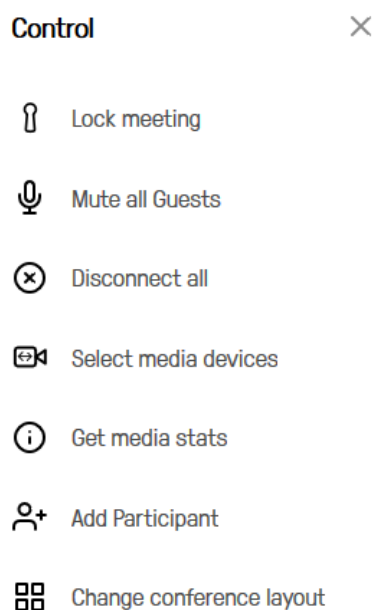 Control
Lock meeting
Mute all Guests
Disconnect all
Select media devices
Get media stats
Add Participant
Change conference layout